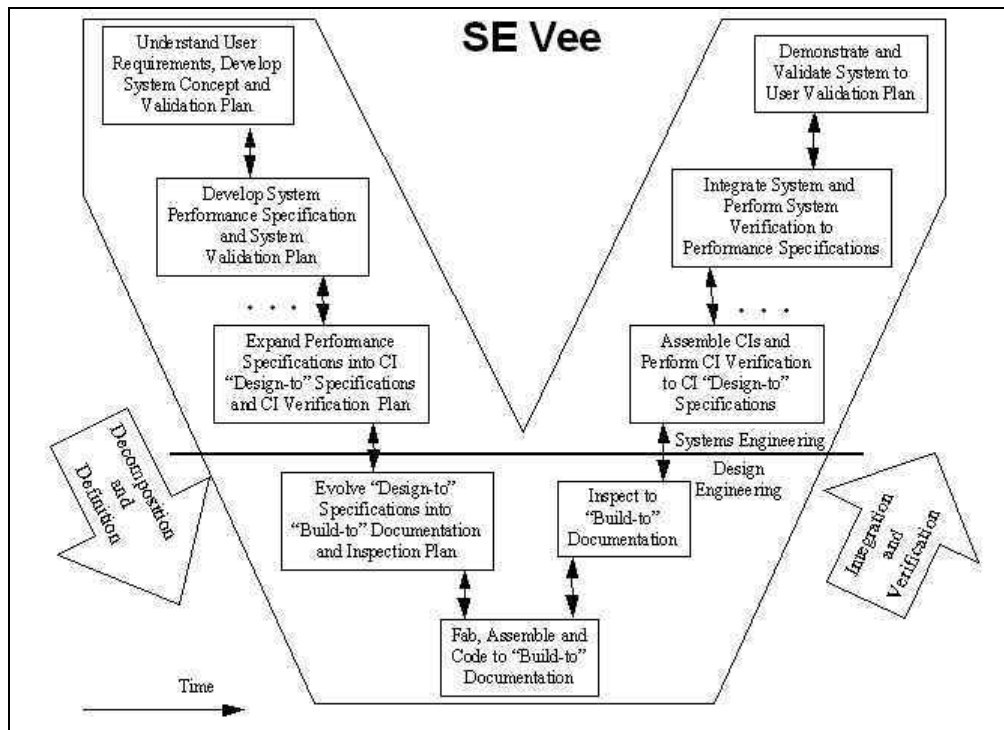 SE Vee
Understand User
Requirements, Develop
System Concept and
Validation Plan
Develop System
Performance Specification
and System
Validation Plan
. . .
Expand Performance
Specifications into CI
“Design-to” Specifications
and CI Verification Plan
Evolve “Design-to”
Specifications into
“Build-to” Documentation
and Inspection Plan
Fab, Assemble and
Code to “Build-to”
Documentation
Inspect to
“Build-to”
Documentation
Assemble CIs and
Perform CI Verification
to CI “Design-to”
Specifications
. . .
Integrate System and
Perform System
Verification to
Performance Specifications
Demonstrate and
Validate System to
User Validation Plan
Systems Engineering
Design
Engineering
Decomposition
and
Definition
Integration
and
Verification
Time